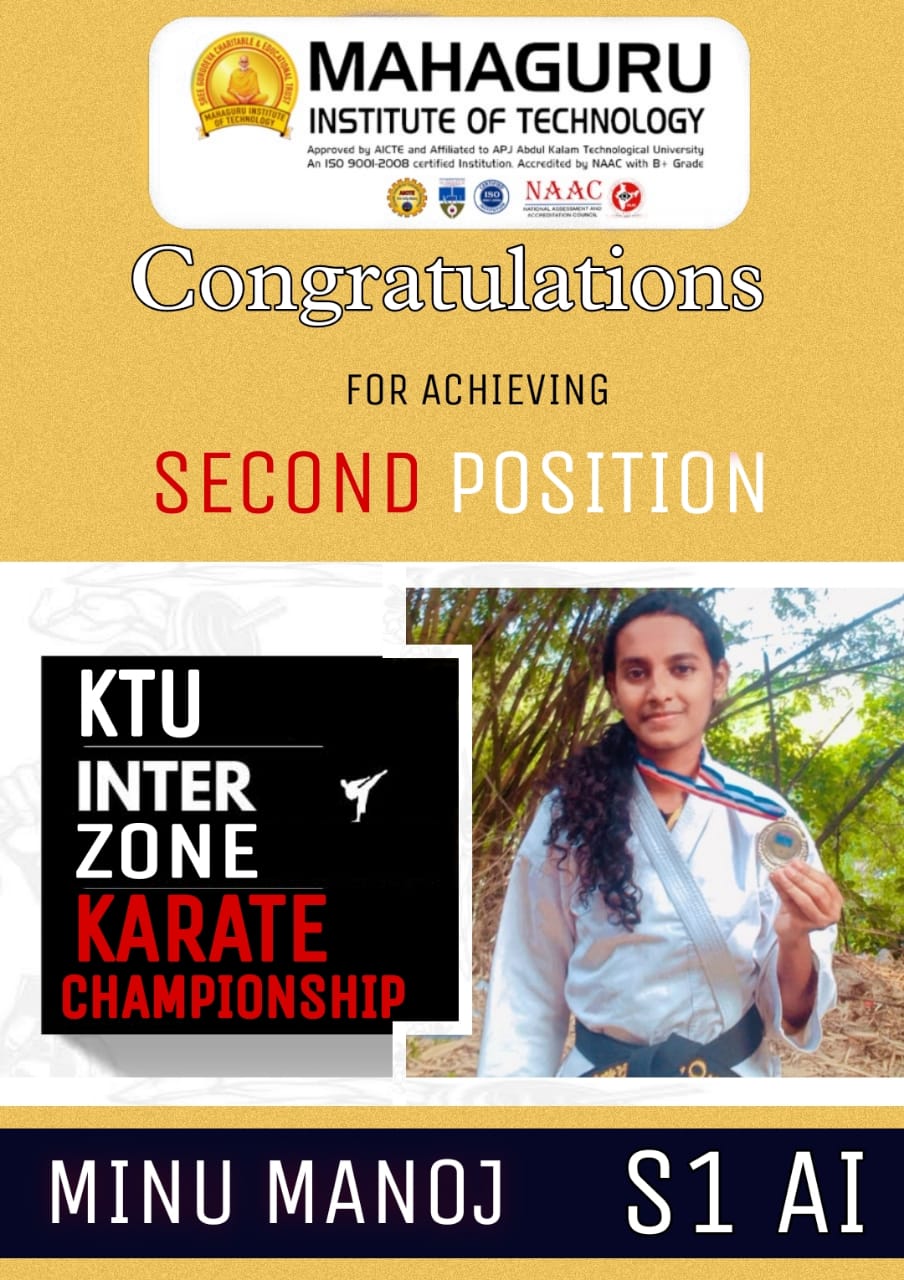 SREE GURUDEVA CHARITABLE & EDUCATIONAL TRUST
MAHAGURU INSTITUTE
OF TECHNOLOGY
MAHAGURU
INSTITUTE OF TECHNOLOGY
Approved by AICTE and Affiliated to APJ Abdul Kalam Technological University
An ISO 9001-2008 certified Institution. Accredited by NAAC with B+ Grade
AICTE
ISO
NAAC
NATIONAL ASSESSMENT AND
ACCREDITATION COUNCIL
Congratulations
FOR ACHIEVING
SECOND POSITION
KTU
INTER
ZONE
KARATE
CHAMPIONSHIP
MINU MANOJ
S1 AI